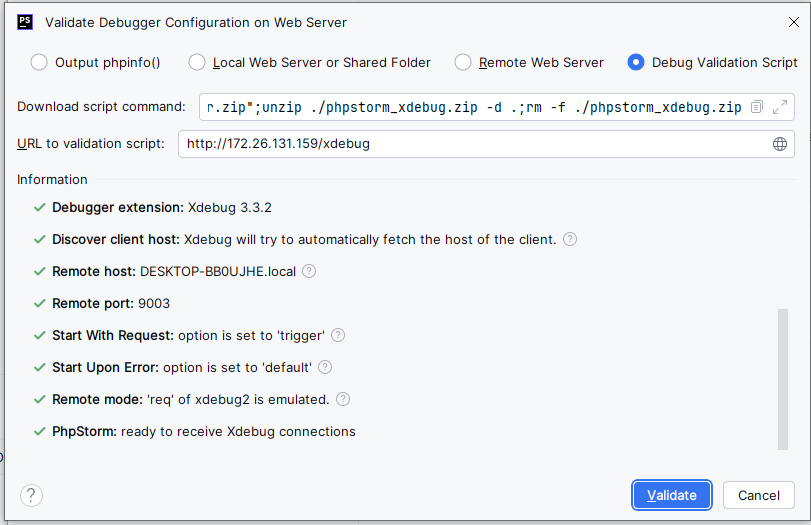 PS
Validate Debugger Configuration on Web Server
Output phpinfo() Local Web Server or Shared Folder Remote Web Server Debug Validation Script
Download script command: r.zip";unzip ./phpstorm_xdebug.zip -d .;rm -f ./phpstorm_xdebug.zip
URL to validation script: http://172.26.131.159/xdebug
Information
Debugger extension: Xdebug 3.3.2
Discover client host: Xdebug will try to automatically fetch the host of the client. ?
Remote host: DESKTOP-BB0UJHE.local ?
Remote port: 9003
Start With Request: option is set to 'trigger' ?
Start Upon Error: option is set to 'default' ?
Remote mode: 'req' of xdebug2 is emulated. ?
PhpStorm: ready to receive Xdebug connections
? Validate Cancel